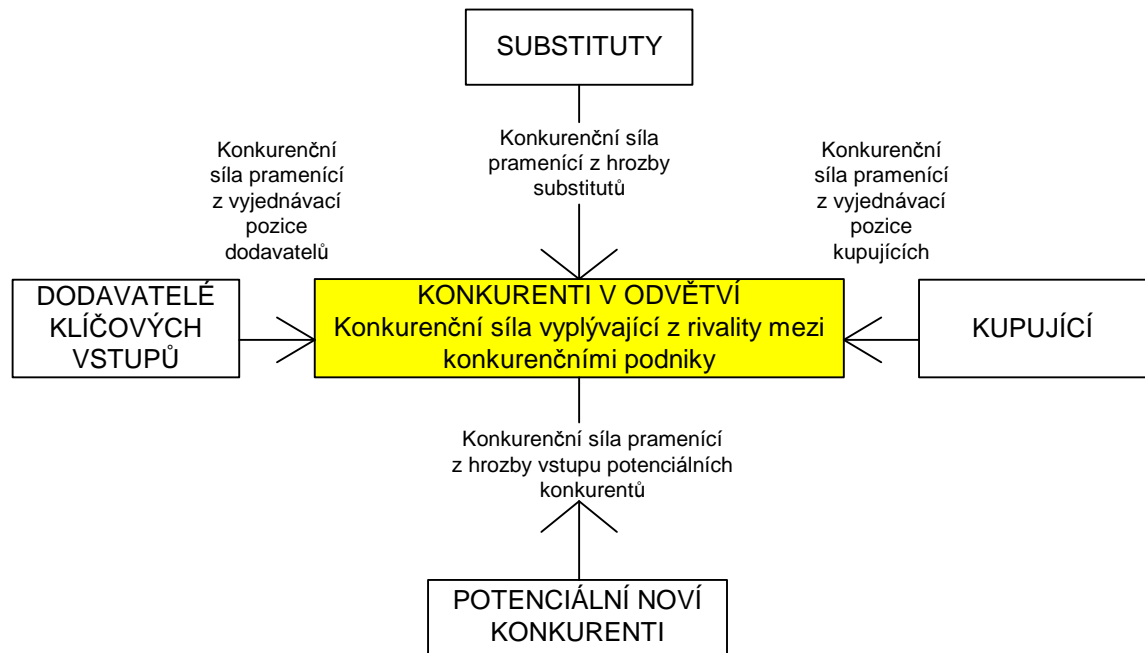 SUBSTITUTY
Konkurenční síla
pramenící z hrozby
substitutů
Konkurenční
síla pramenící
z vyjednávací
pozice
dodavatelů
Konkurenční
síla pramenící
z vyjednávací
pozice
kupujících
DODAVATELÉ
KLÍČOVÝCH
VSTUPŮ
KONKURENTI V ODVĚTVÍ
Konkurenční síla vyplývající z rivality mezi
konkurenčními podniky
KUPUJÍCÍ
Konkurenční síla pramenící
z hrozby vstupu potenciálních
konkurentů
POTENCIÁLNÍ NOVÍ
KONKURENTI